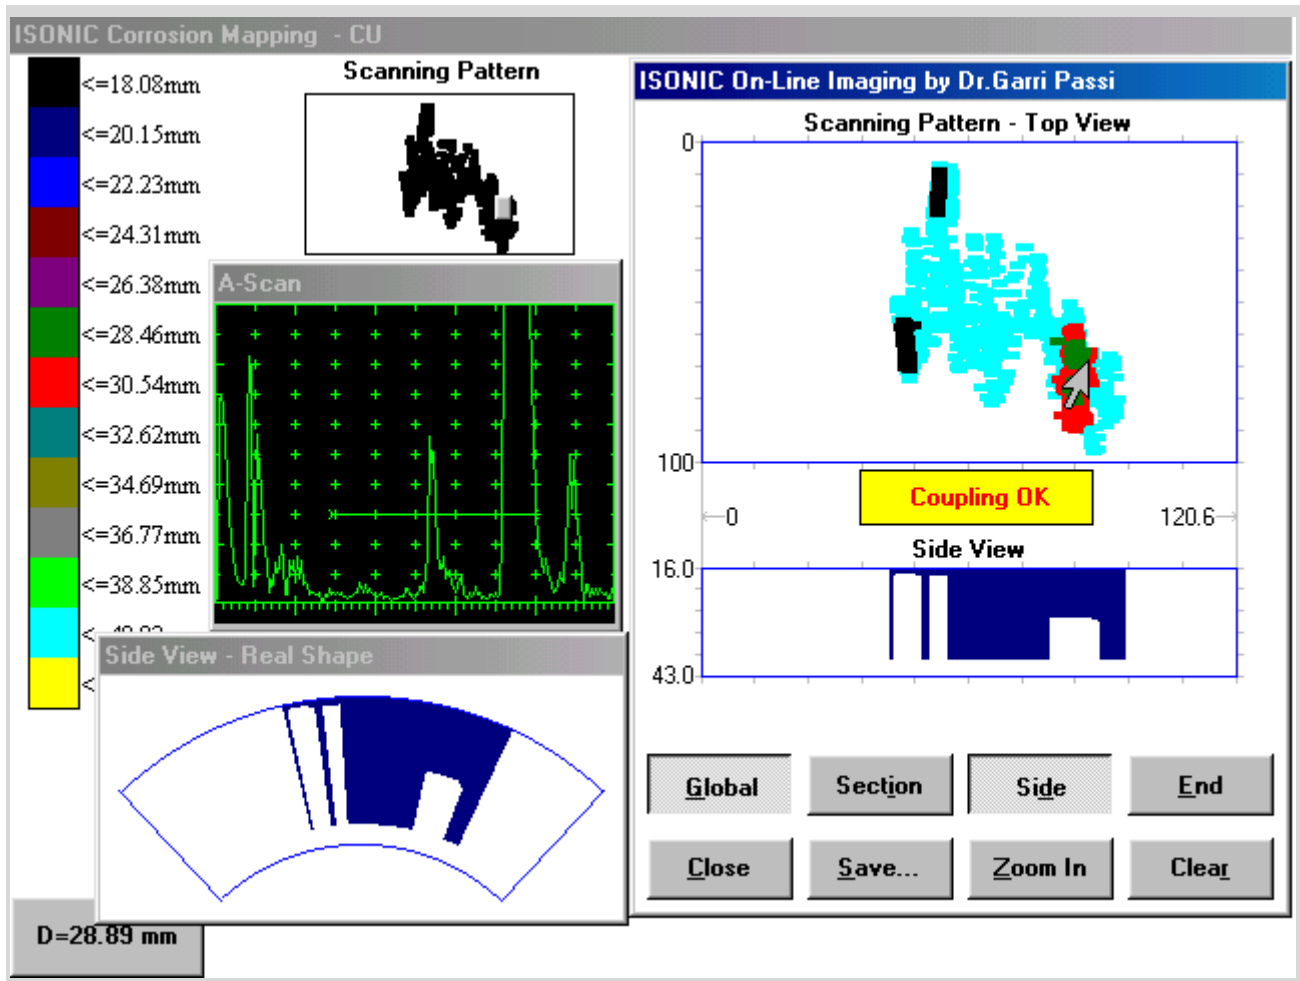 ISONIC Corrosion Mapping - CU
<=18.08mm
<=20.15mm
<=22.23mm
<=24.31mm
<=26.38mm
<=28.46mm
<=30.54mm
<=32.62mm
<=34.69mm
<=36.77mm
<=38.85mm
<
<
Scanning Pattern
A-Scan
Side View - Real Shape
D=28.89 mm
ISONIC On-Line Imaging by Dr.Garri Passi
Scanning Pattern - Top View
0
100
Coupling OK
0
120.6
Side View
16.0
43.0
Global
Section
Side
End
Close
Save...
Zoom In
Clear